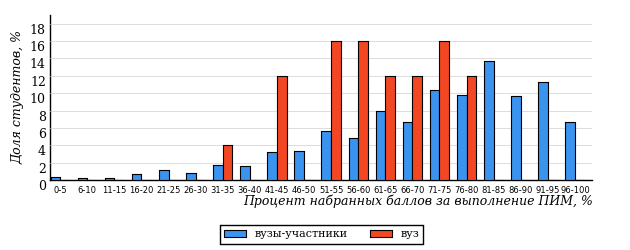 Доля студентов, %
18
16
14
12
10
8
6
4
2
0
0-5 6-10 11-15 16-20 21-25 26-30 31-35 36-40 41-45 46-50 51-55 56-60 61-65 66-70 71-75 76-80 81-85 86-90 91-95 96-100
Процент набранных баллов за выполнение ПИМ, %
вузы-участники вуз